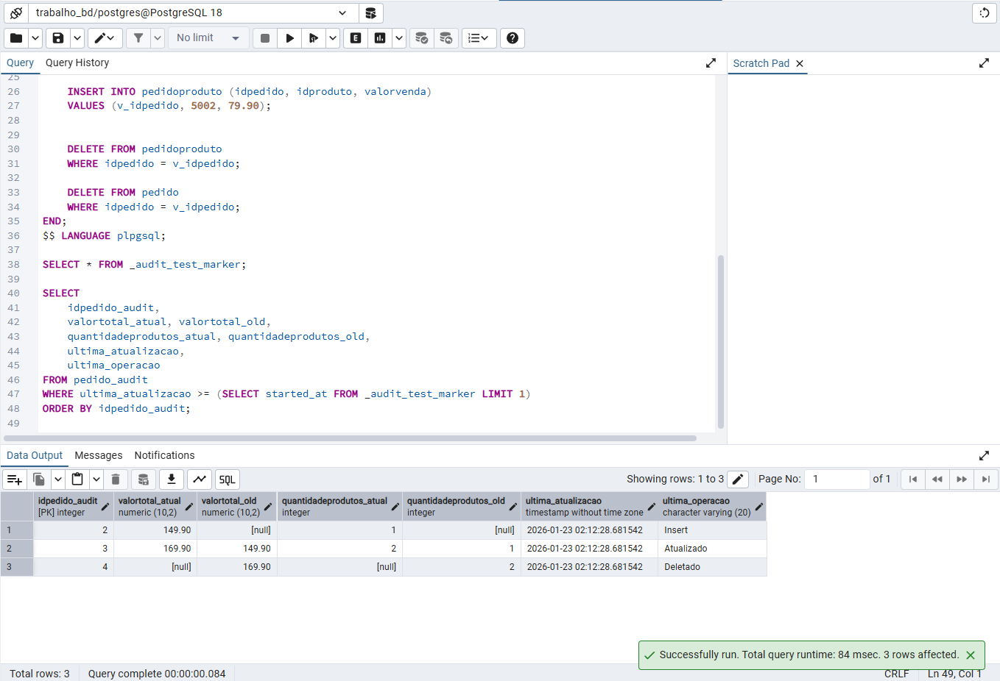 trabalho_bd/postgres@PostgreSQL 18
No limit
E
Query Query History
Scratch Pad
25
26 INSERT INTO pedidoproduto (idpedido, idproduto, valorvenda)
27 VALUES (v_idpedido, 5002, 79.90);
28
29
30 DELETE FROM pedidoproduto
31 WHERE idpedido = v_idpedido;
32
33 DELETE FROM pedido
34 WHERE idpedido = v_idpedido;
35 END;
36 $$ LANGUAGE plpgsql;
37
38 SELECT * FROM _audit_test_marker;
39
40 SELECT
41 idpedido_audit,
42 valortotal_atual, valortotal_old,
43 quantidadeprodutos_atual, quantidadeprodutos_old,
44 ultima_atualizacao,
45 ultima_operacao
46 FROM pedido_audit
47 WHERE ultima_atualizacao >= (SELECT started_at FROM _audit_test_marker LIMIT 1)
48 ORDER BY idpedido_audit;
49
Data Output Messages Notifications
SQL Showing rows: 1 to 3 Page No: 1 of 1
idpedido_audit valortotal_atual valortotal_old quantidadeprodutos_atual quantidadeprodutos_old ultima_atualizacao ultima_operacao
[PK] integer numeric (10,2) numeric (10,2) integer integer timestamp without time zone character varying (20)
1 2 149.90 [null] 1 [null] 2026-01-23 02:12:28.681542 Insert
2 3 169.90 149.90 2 1 2026-01-23 02:12:28.681542 Atualizado
3 4 [null] 169.90 [null] 2 2026-01-23 02:12:28.681542 Deletado
Successfully run. Total query runtime: 84 msec. 3 rows affected.
Total rows: 3 Query complete 00:00:00.084 CRLF Ln 49, Col 1